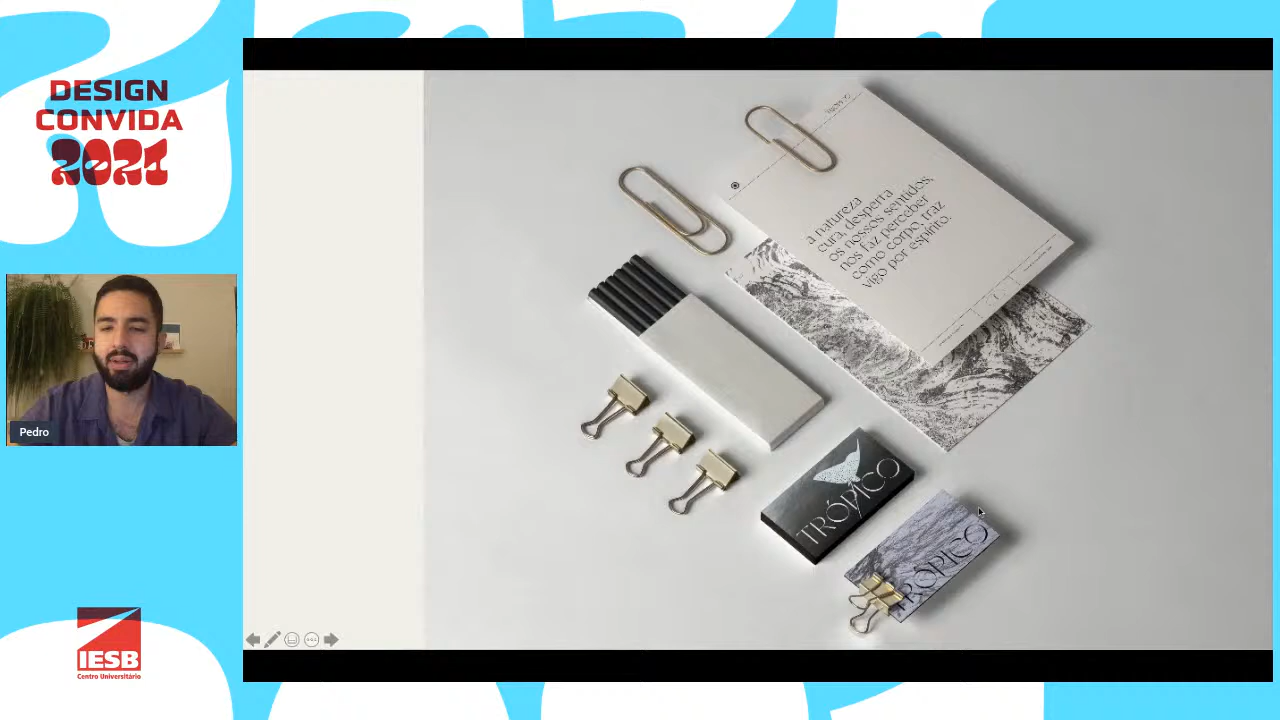 DESIGN
CONVIDA
2021
Pedro
IESB
Centro Universitário
TRÓPICO
a natureza
cura, desperta
os nossos sentidos,
nos faz perceber
como corpo, traz
vigo por espírito.
TRÓPICO
TRÓPICO